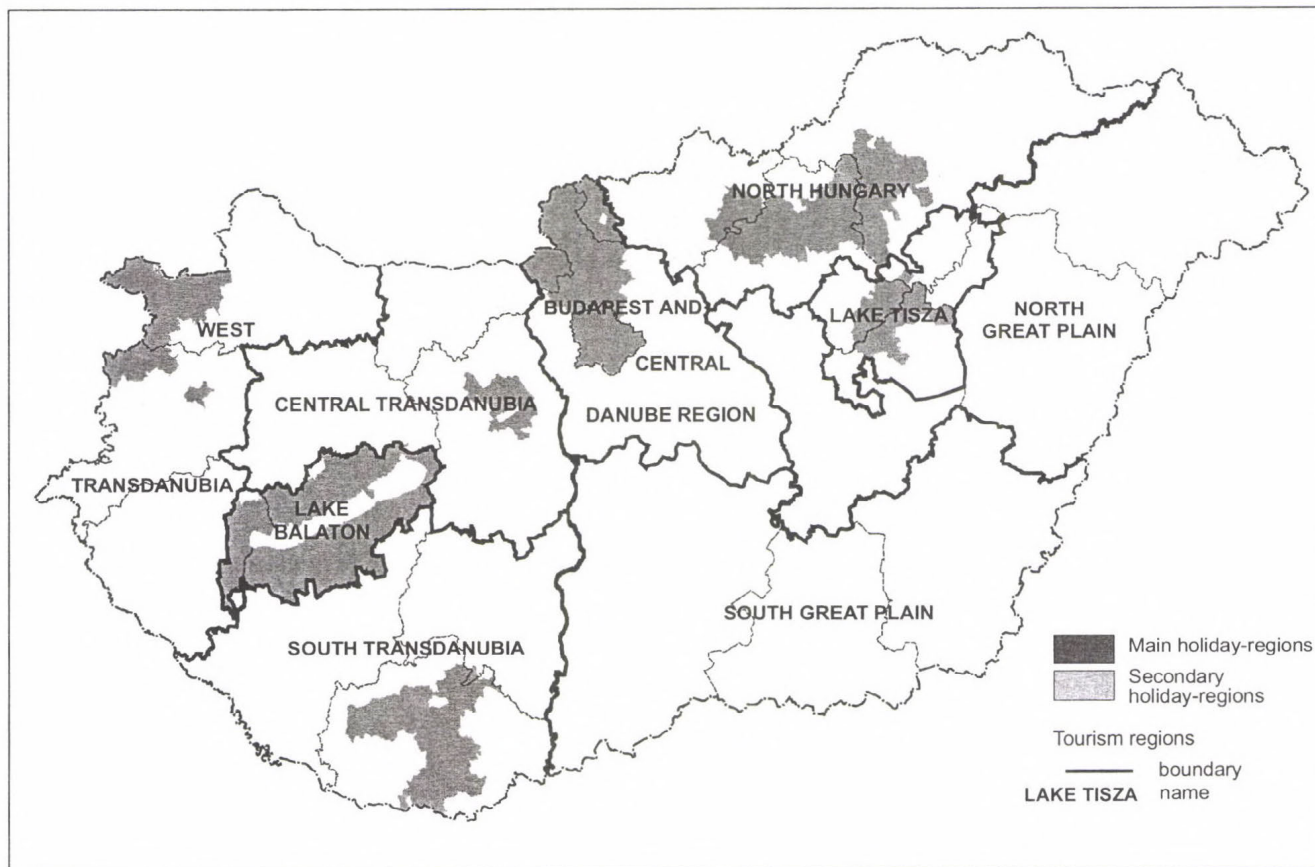 NORTH HUNGARY
WEST
BUDAPEST AND
LAKE TISZA
NORTH
GREAT PLAIN
CENTRAL
CENTRAL TRANSDANUBIA
DANUBE REGION
TRANSDANUBIA
LAKE
BALATON
SOUTH GREAT PLAIN
SOUTH TRANSDANUBIA
Main holiday-regions
Secondary
holiday-regions
Tourism regions
boundary
LAKE TISZA name